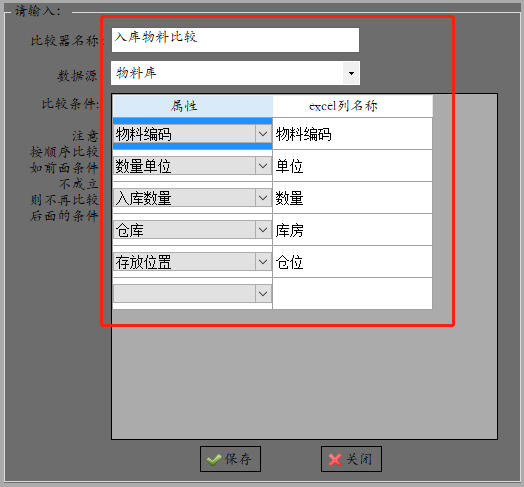 请输入：
比较器名称: 入库物料比较
数据源 物料库
比较条件: 属性 excel列名称
物料编码 物料编码
数量单位 单位
入库数量 数量
仓库 库房
存放位置 仓位
注意
按顺序比较
如前面条件
不成立
则不再比较
后面的条件
保存 关闭